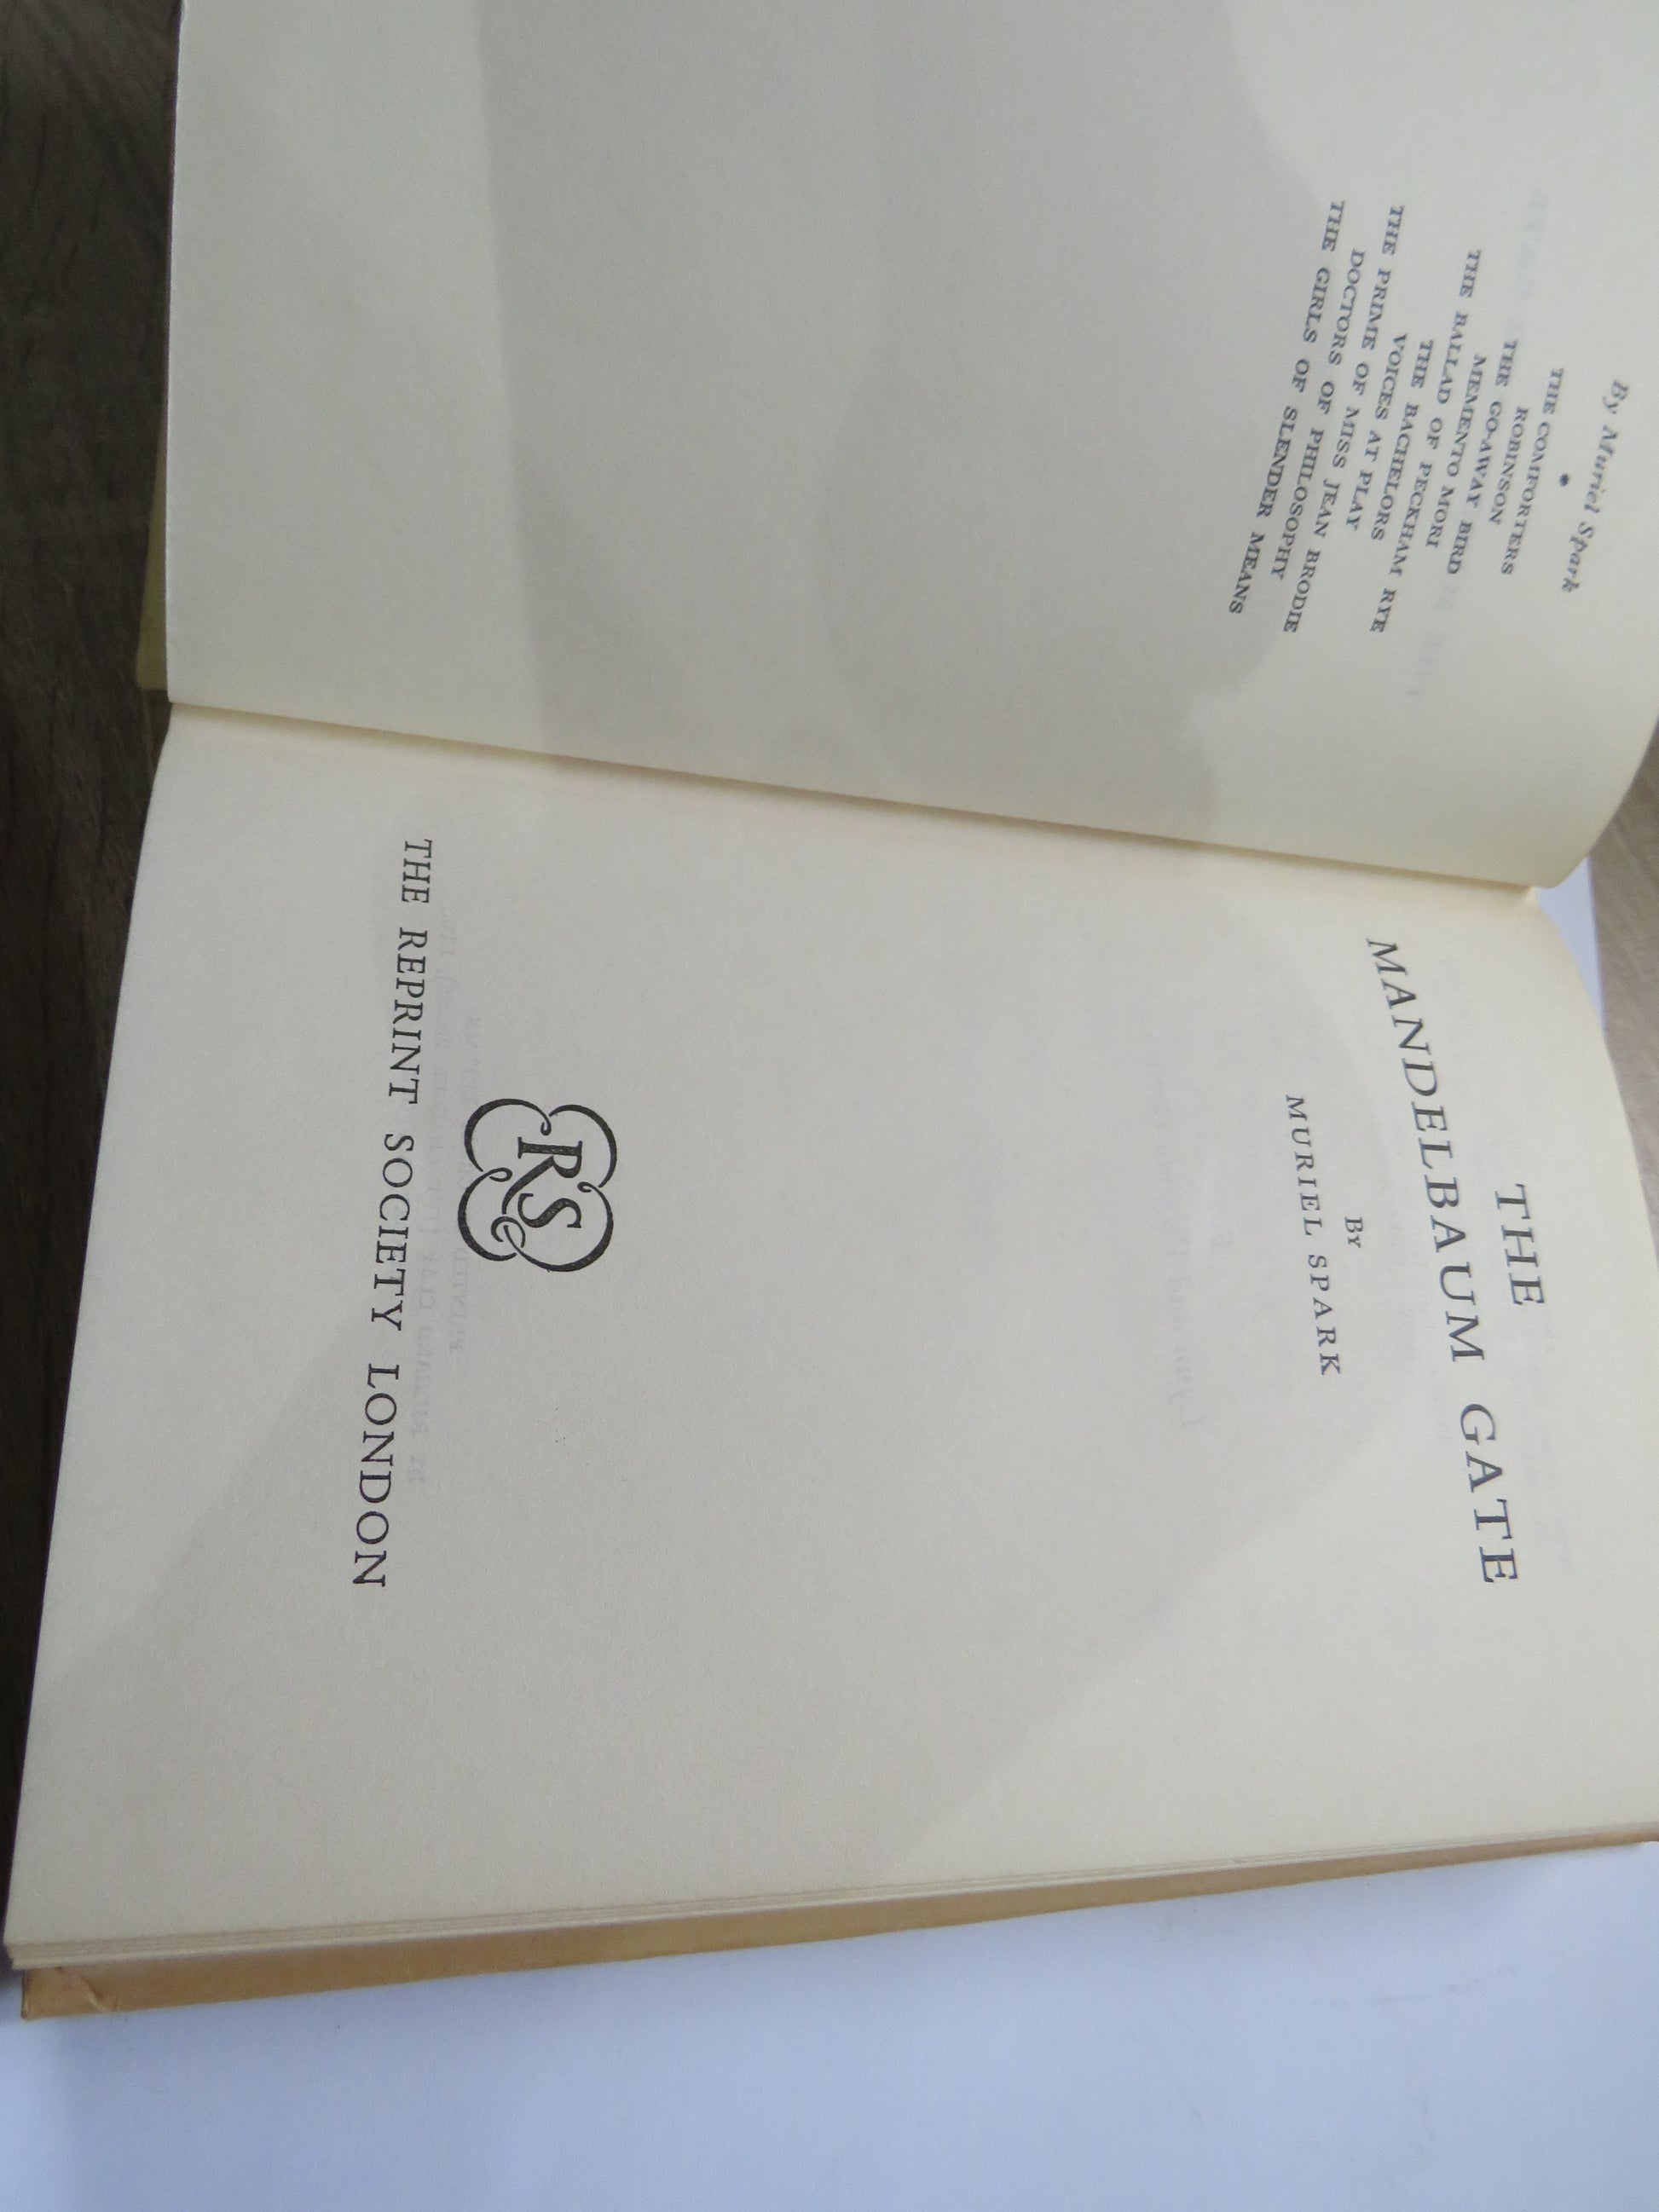 By Muriel Spark
•
THE COMFORTERS
ROBINSON
THE GO-AWAY BIRD
MEMENTO MORI
THE BALLAD OF PECKHAM RYE
THE BACHELORS
VOICES AT PLAY
THE PRIME OF MISS JEAN BRODIE
DOCTORS OF PHILOSOPHY
THE GIRLS OF SLENDER MEANS
THE
MANDELBAUM GATE
BY
MURIEL SPARK
RS
THE REPRINT SOCIETY LONDON